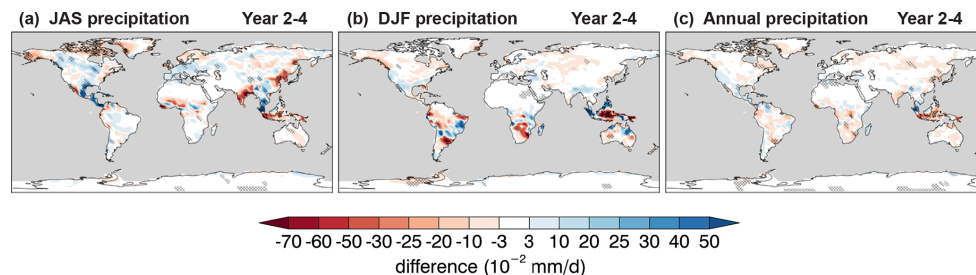 (a) JAS precipitation Year 2-4
(b) DJF precipitation Year 2-4
(c) Annual precipitation Year 2-4
-70 -60 -50 -30 -25 -20 -10 -3 3 10 20 25 30 50
difference (10⁻² mm/d)